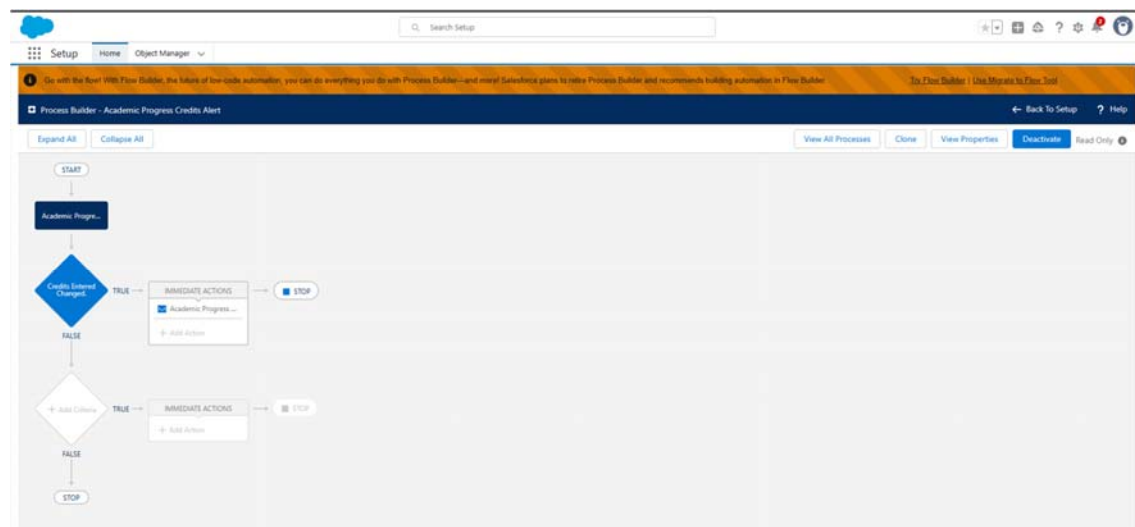 Search Setup
2
Setup Home Object Manager
Go with the flow! With Flow Builder, the future of low-code automation, you can do everything you do with Process Builder—and more! Salesforce plans to retire Process Builder and recommends building automation in Flow Builder. Try Flow Builder | Use Migrate to Flow Tool
Process Builder - Academic Progress Credits Alert ← Back To Setup ? Help
Expand All Collapse All View All Processes Clone View Properties Deactivate Read Only
START
Academic Progre...
Credits Entered
Changed.
TRUE IMMEDIATE ACTIONS STOP
Academic Progress ...
+ Add Action
FALSE
+ Add Criteria TRUE IMMEDIATE ACTIONS STOP
+ Add Action
FALSE
STOP